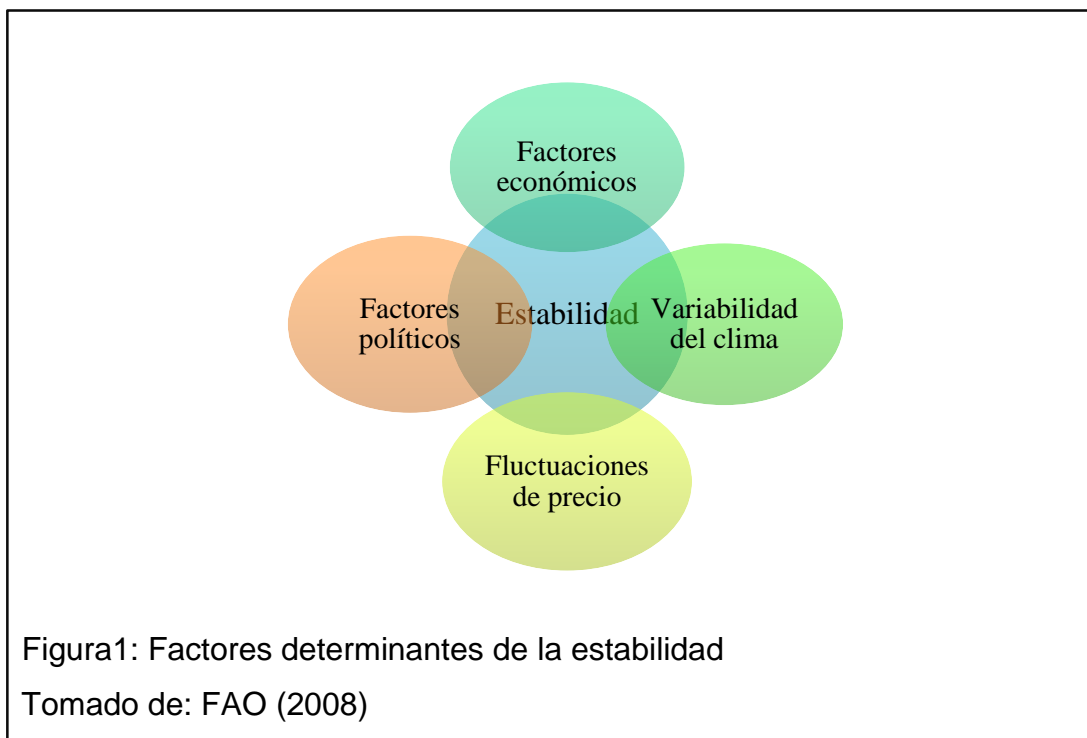 Factores
económicos
Factores
políticos
Estabilidad
Variabilidad
del clima
Fluctuaciones
de precio
Figura1: Factores determinantes de la estabilidad
Tomado de: FAO (2008)